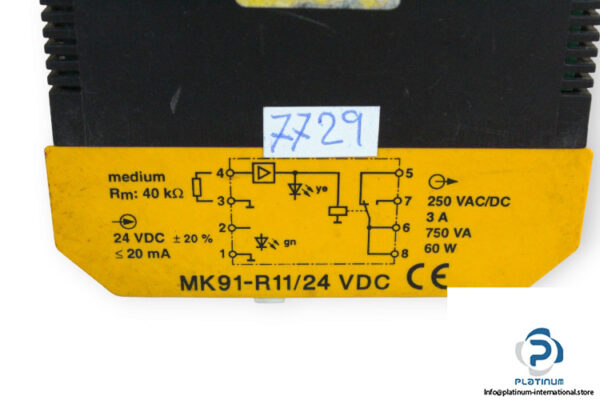 7729
medium
Rm: 40 kΩ
24 VDC ± 20 %
≤ 20 mA
4
3
2
1
ye
gn
5
7
6
8
250 VAC/DC
3 A
750 VA
60 W
MK91-R11/24 VDC CE
PLATINUM
Info@platinum-international.store